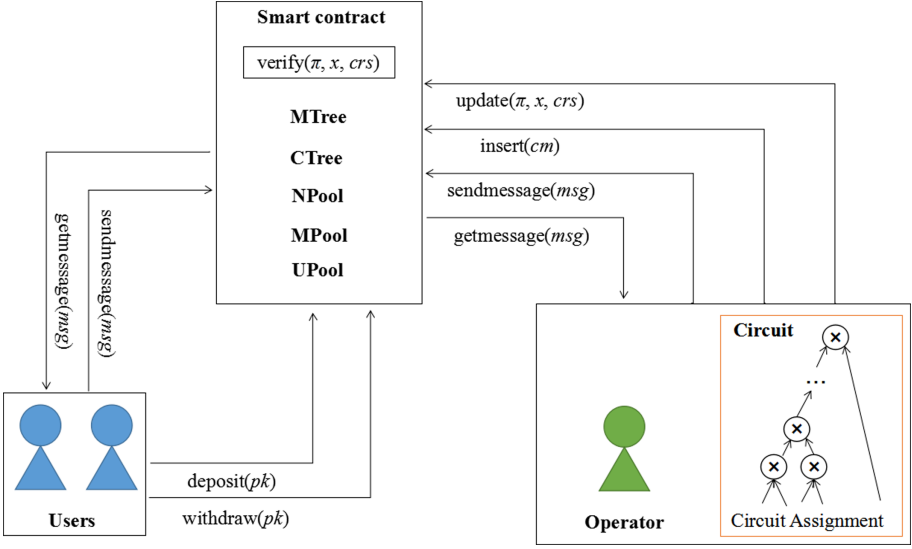 Smart contract
verify(π, x, crs)
MTree
CTree
NPool
MPool
UPool
update(π, x, crs)
insert(cm)
sendmessage(msg)
getmessage(msg)
getmessage(msg)
sendmessage(msg)
Users
deposit(pk)
withdraw(pk)
Operator
Circuit
×
...
×
× ×
Circuit Assignment